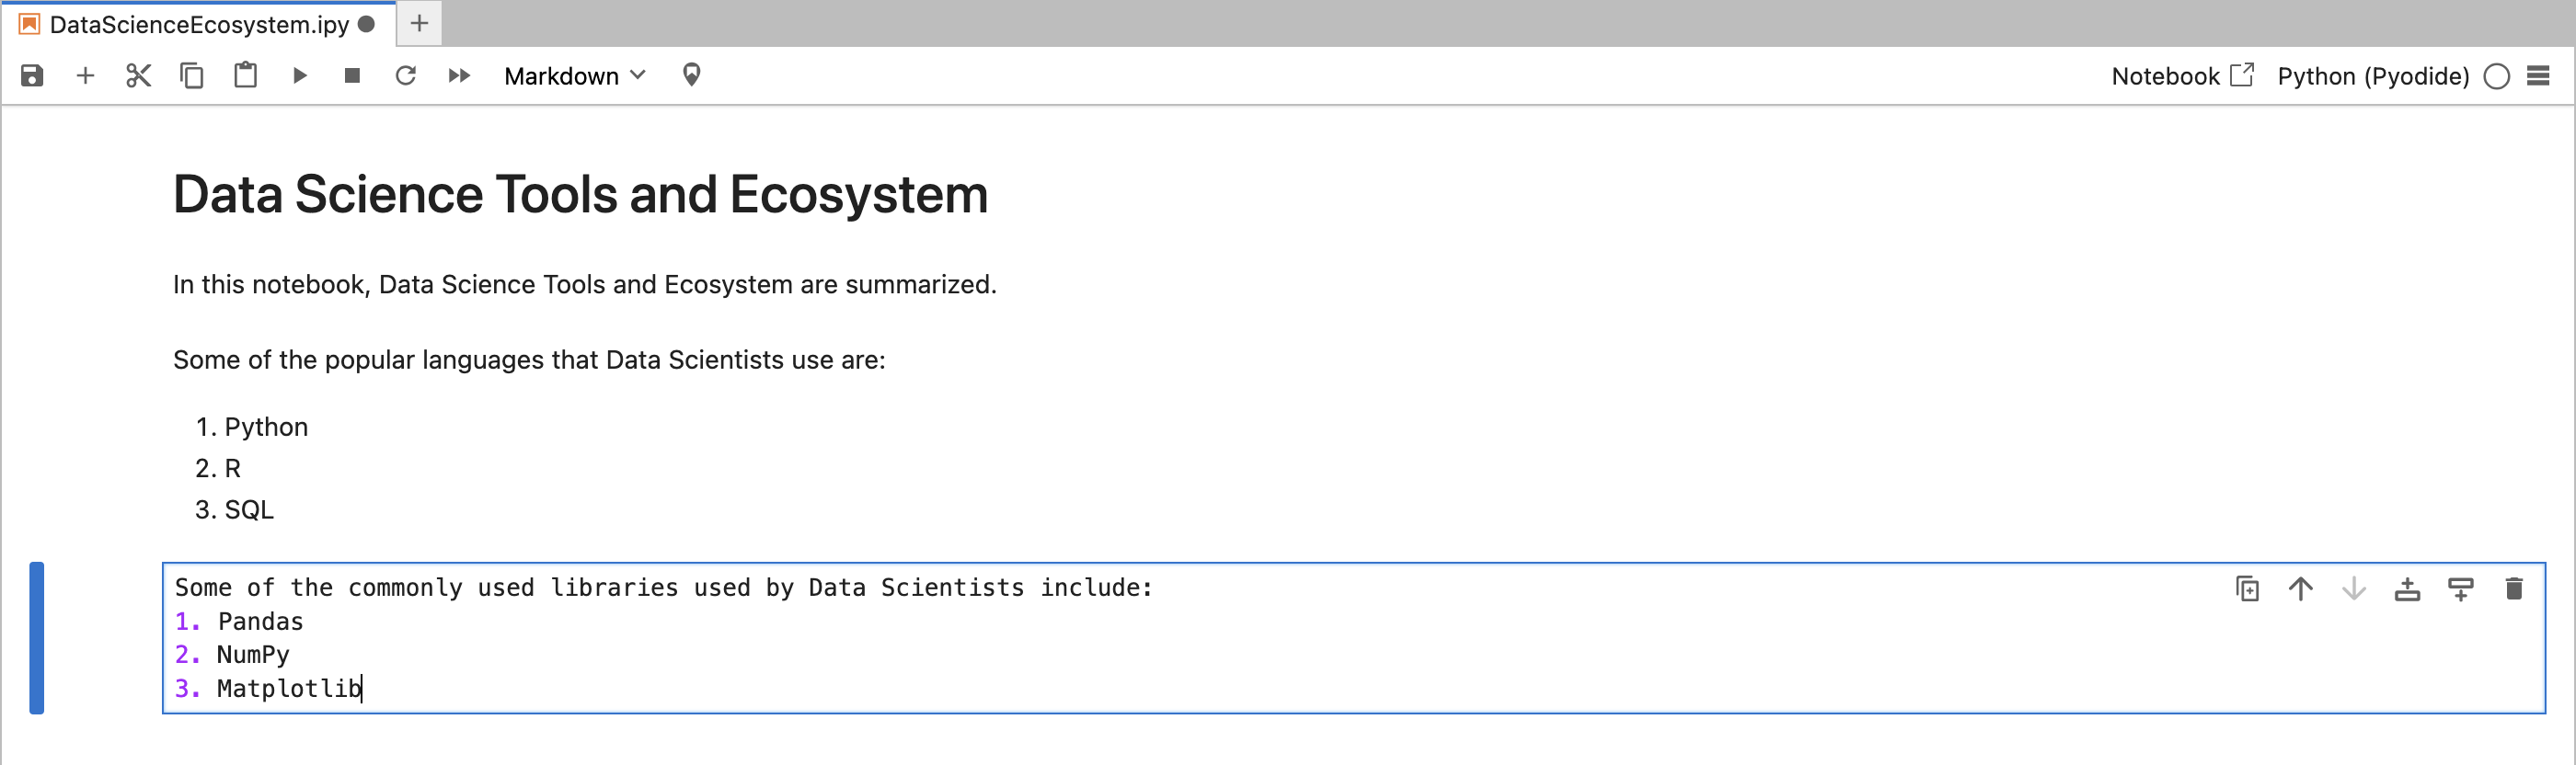 DataScienceEcosystem.ipy
Markdown
Notebook
Python (Pyodide)
Data Science Tools and Ecosystem
In this notebook, Data Science Tools and Ecosystem are summarized.
Some of the popular languages that Data Scientists use are:
1. Python
2. R
3. SQL
Some of the commonly used libraries used by Data Scientists include:
1. Pandas
2. NumPy
3. Matplotlib